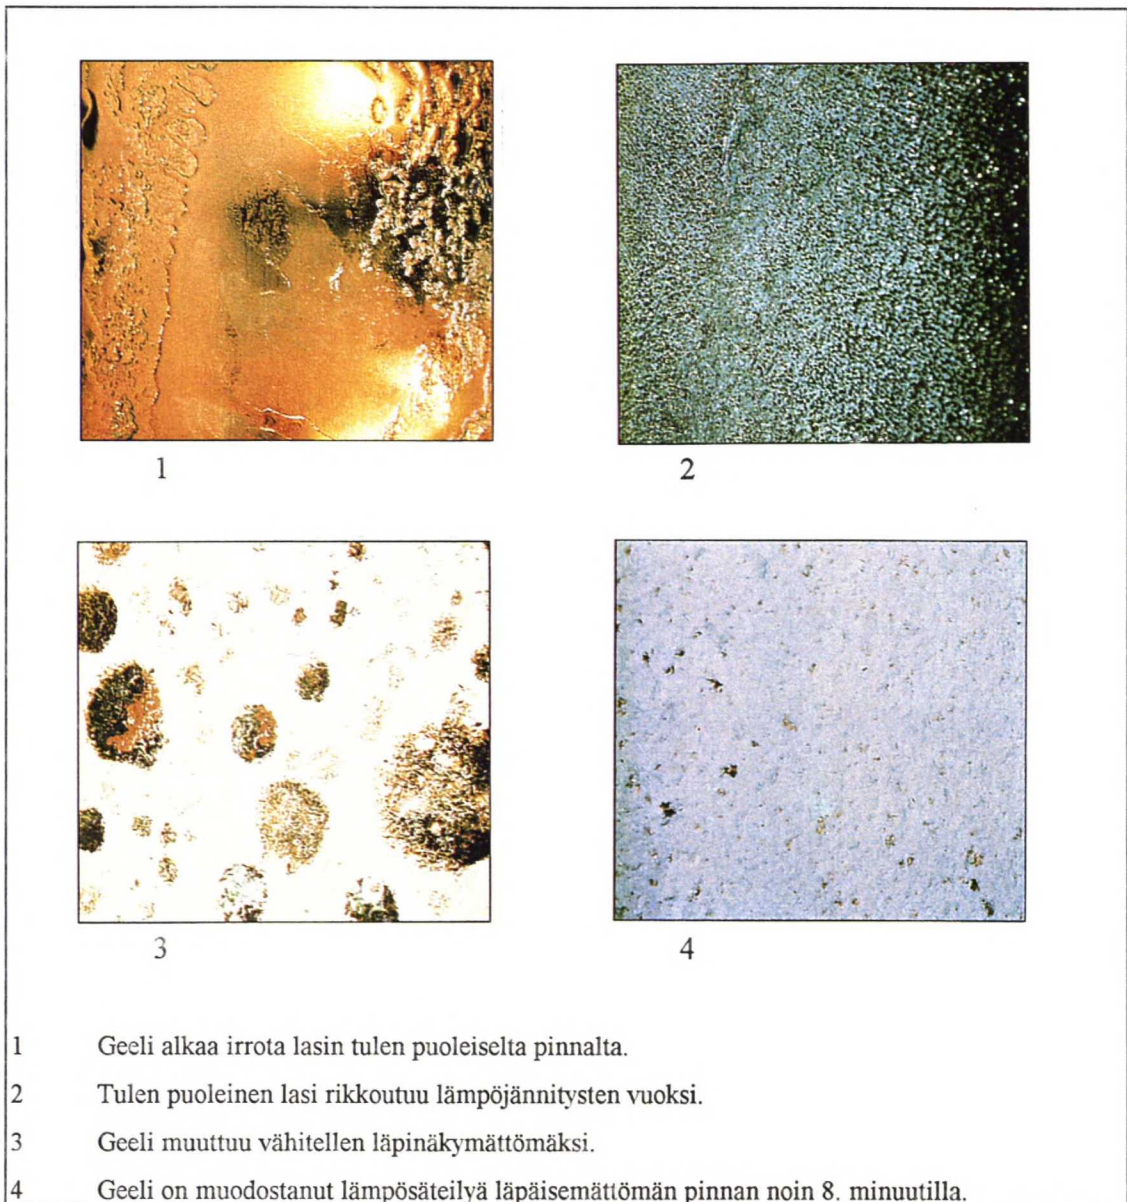 1
2
3
4
1 Geeli alkaa irrota lasin tulen puoleiselta pinnalta.
2 Tulen puoleinen lasi rikkoutuu lämpöjännitysten vuoksi.
3 Geeli muuttuu vähitellen läpinäkymättömäksi.
4 Geeli on muodostanut lämpösäteilyä läpäisemättömän pinnan noin 8. minuutilla.